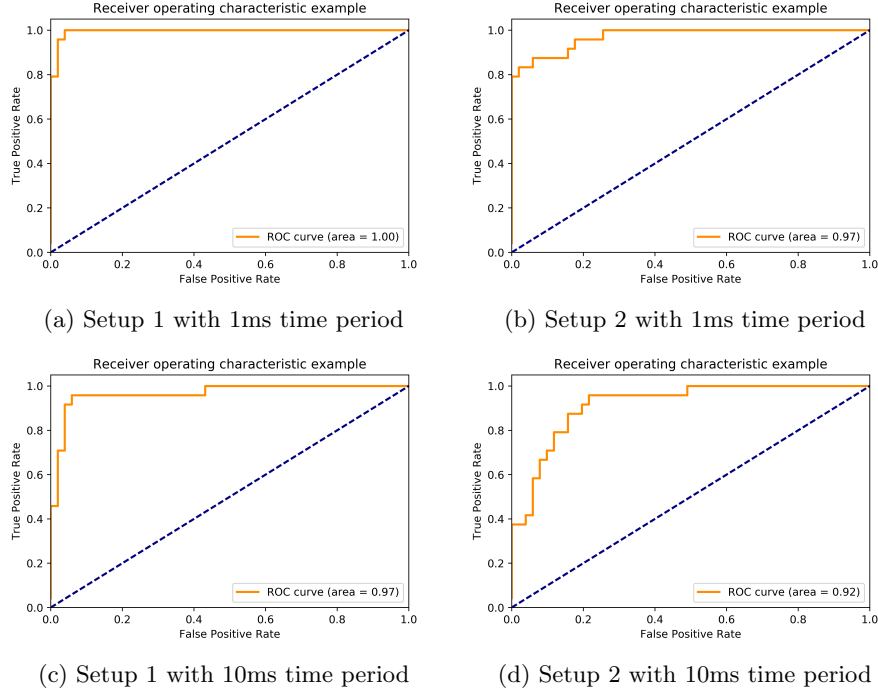 Receiver operating characteristic example
1.0
0.8
0.6
0.4
0.2
0.0
True Positive Rate
ROC curve (area = 1.00)
0.0 0.2 0.4 0.6 0.8 1.0
False Positive Rate
(a) Setup 1 with 1ms time period
Receiver operating characteristic example
1.0
0.8
0.6
0.4
0.2
0.0
True Positive Rate
ROC curve (area = 0.97)
0.0 0.2 0.4 0.6 0.8 1.0
False Positive Rate
(b) Setup 2 with 1ms time period
Receiver operating characteristic example
1.0
0.8
0.6
0.4
0.2
0.0
True Positive Rate
ROC curve (area = 0.97)
0.0 0.2 0.4 0.6 0.8 1.0
False Positive Rate
(c) Setup 1 with 10ms time period
Receiver operating characteristic example
1.0
0.8
0.6
0.4
0.2
0.0
True Positive Rate
ROC curve (area = 0.92)
0.0 0.2 0.4 0.6 0.8 1.0
False Positive Rate
(d) Setup 2 with 10ms time period